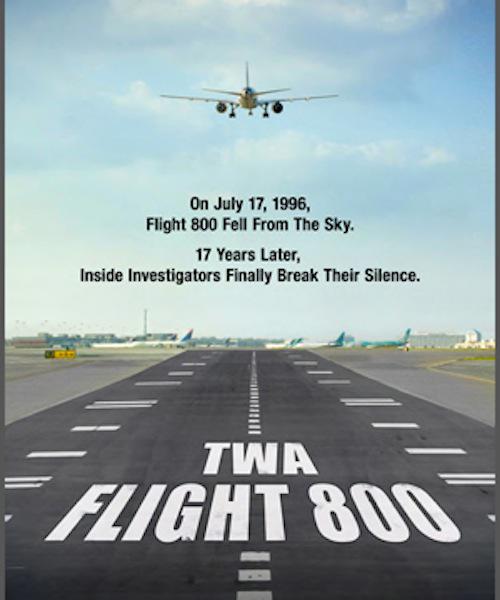 On July 17, 1996,
Flight 800 Fell From The Sky.
17 Years Later,
Inside Investigators Finally Break Their Silence.
TWA
FLIGHT 800